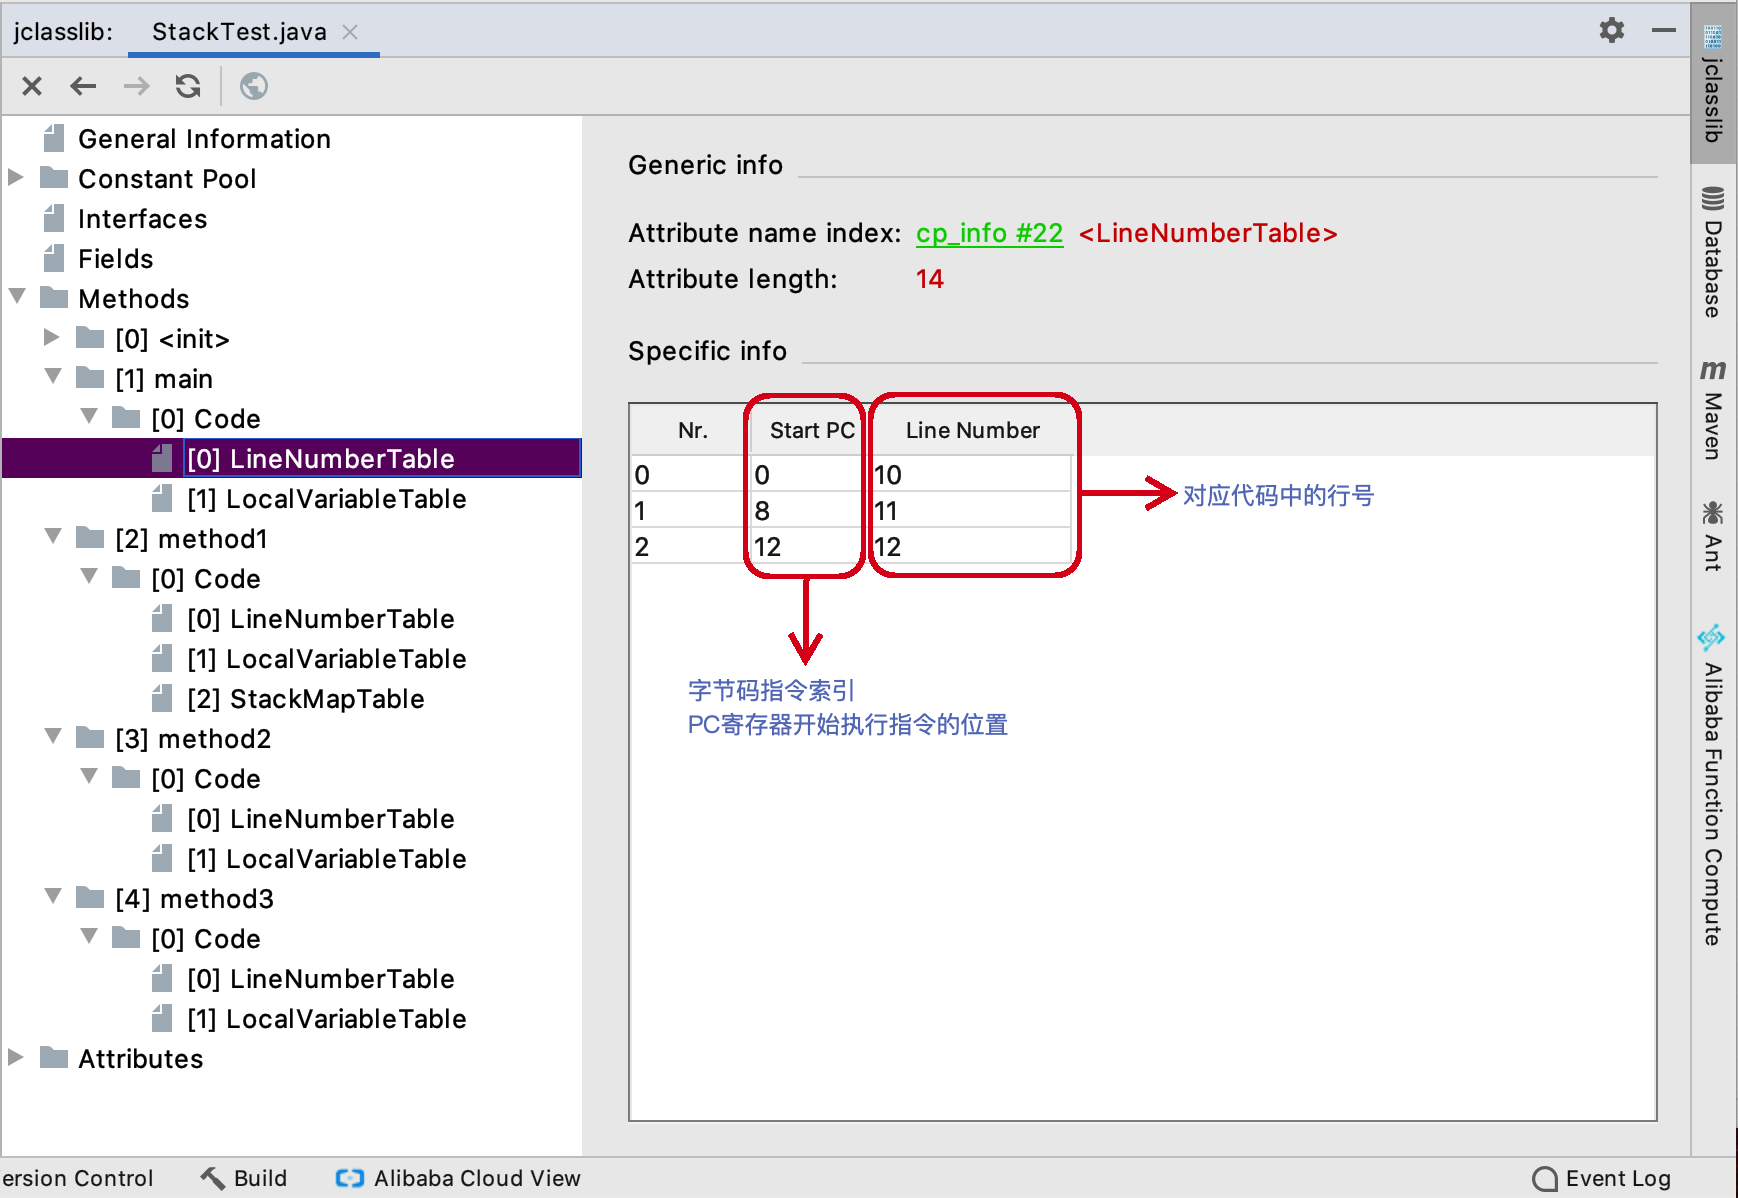 jclasslib: StackTest.java
General Information
Constant Pool
Interfaces
Fields
Methods
[0] <init>
[1] main
[0] Code
[0] LineNumberTable
[1] LocalVariableTable
[2] method1
[0] Code
[0] LineNumberTable
[1] LocalVariableTable
[2] StackMapTable
[3] method2
[0] Code
[0] LineNumberTable
[1] LocalVariableTable
[4] method3
[0] Code
[0] LineNumberTable
[1] LocalVariableTable
Attributes
Generic info
Attribute name index: cp_info #22 <LineNumberTable>
Attribute length: 14
Specific info
Nr. Start PC Line Number
0 0 10
1 8 11
2 12 12
对应代码中的行号
字节码指令索引
PC寄存器开始执行指令的位置
jclasslib
Database
m Maven
Ant
Alibaba Function Compute
ersion Control Build Alibaba Cloud View Event Log